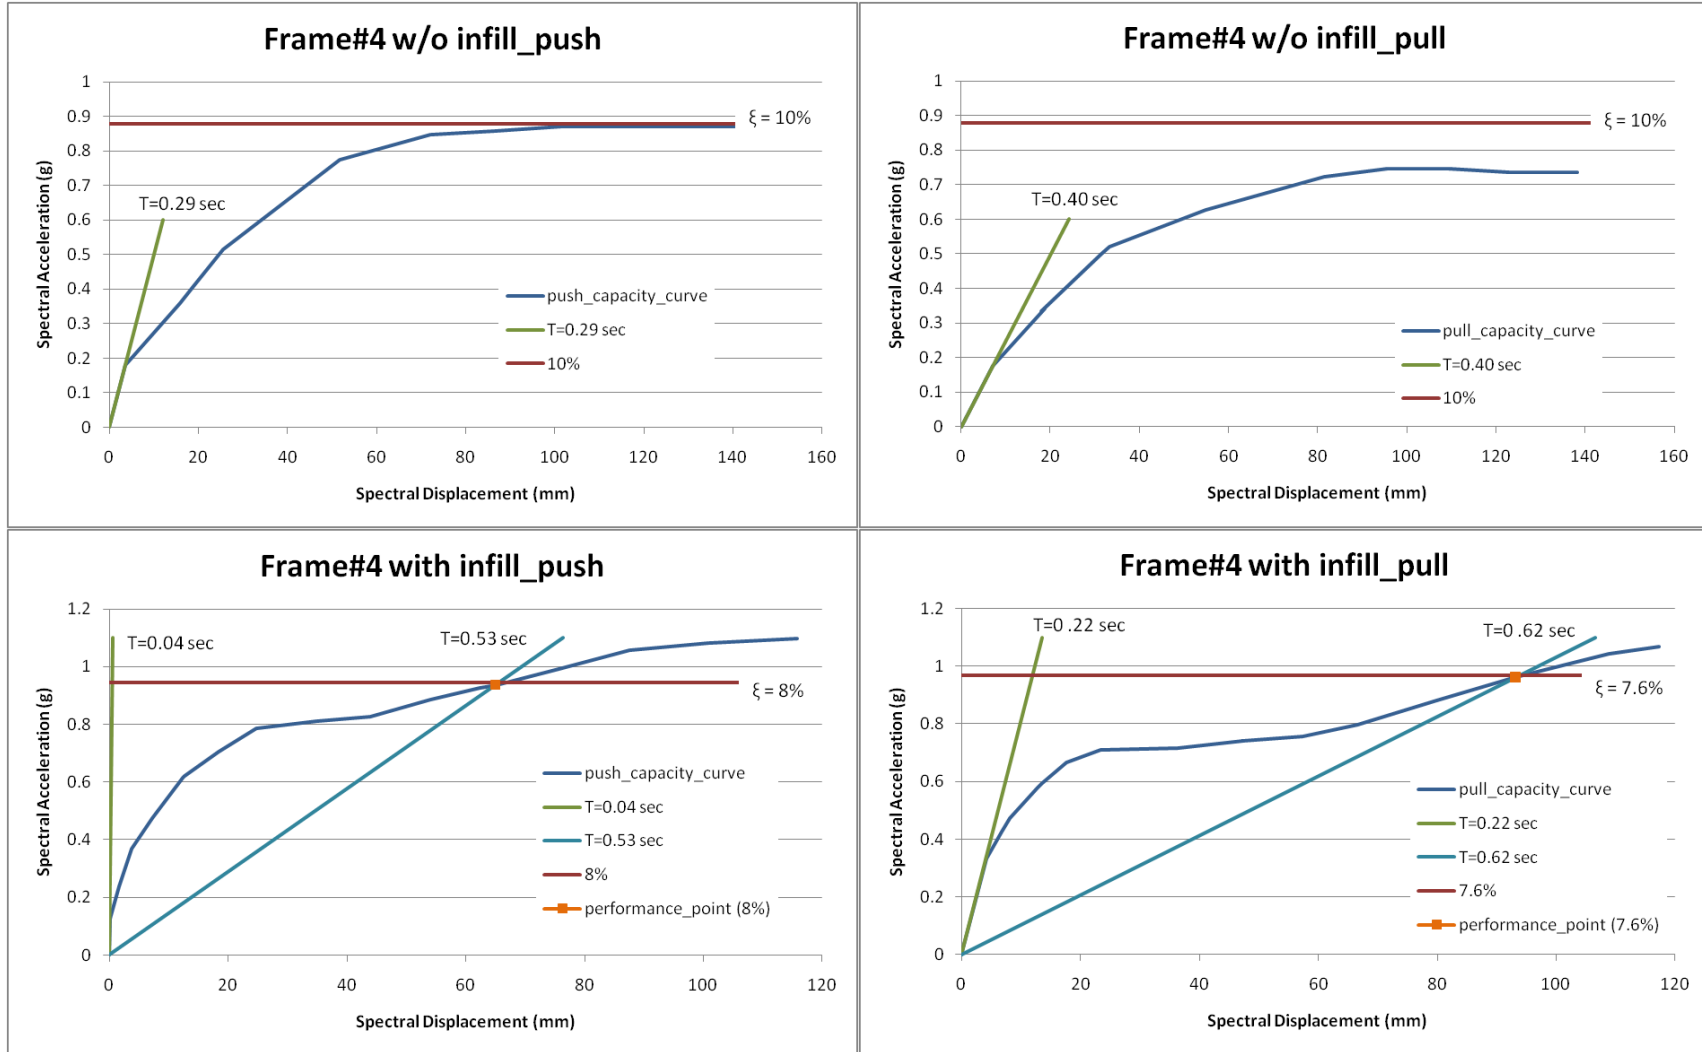 Frame#4 w/o infill_push
Spectral Acceleration (g)
1
0.9
0.8
0.7
0.6
0.5
0.4
0.3
0.2
0.1
0
ξ = 10%
T=0.29 sec
push_capacity_curve
T=0.29 sec
10%
0 20 40 60 80 100 120 140 160
Spectral Displacement (mm)
Frame#4 w/o infill_pull
Spectral Acceleration (g)
1
0.9
0.8
0.7
0.6
0.5
0.4
0.3
0.2
0.1
0
ξ = 10%
T=0.40 sec
pull_capacity_curve
T=0.40 sec
10%
0 20 40 60 80 100 120 140 160
Spectral Displacement (mm)
Frame#4 with infill_push
Spectral Acceleration (g)
1.2
1
0.8
0.6
0.4
0.2
0
T=0.04 sec
T=0.53 sec
ξ = 8%
push_capacity_curve
T=0.04 sec
T=0.53 sec
8%
performance_point (8%)
0 20 40 60 80 100 120
Spectral Displacement (mm)
Frame#4 with infill_pull
Spectral Acceleration (g)
1.2
1
0.8
0.6
0.4
0.2
0
T=0 .22 sec
T=0 .62 sec
ξ = 7.6%
pull_capacity_curve
T=0.22 sec
T=0.62 sec
7.6%
performance_point (7.6%)
0 20 40 60 80 100 120
Spectral Displacement (mm)